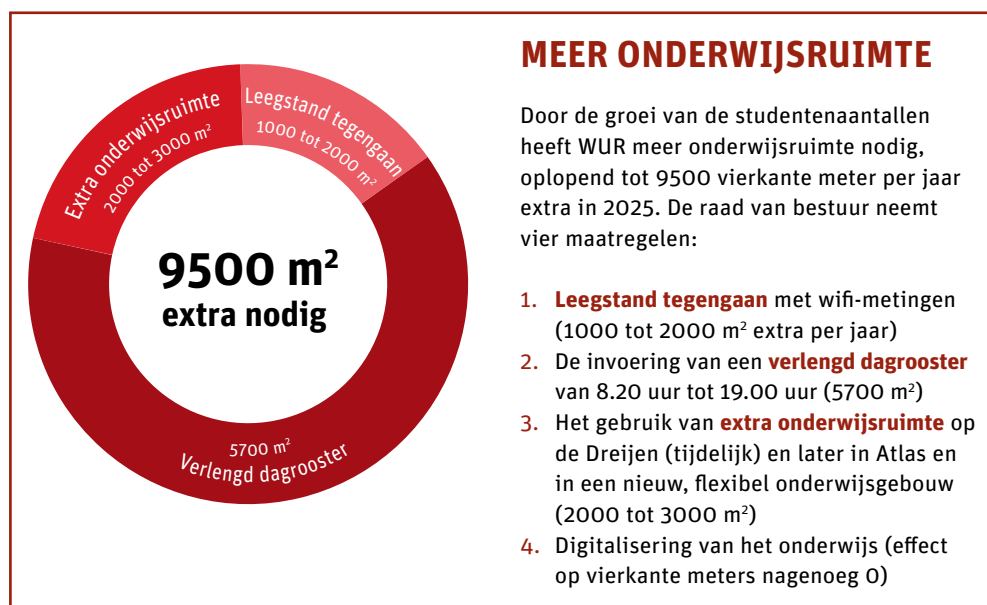 MEER ONDERWIJSRUIMTE
Door de groei van de studentenaantallen
heeft WUR meer onderwijsruimte nodig,
oplopend tot 9500 vierkante meter per jaar
extra in 2025. De raad van bestuur neemt
vier maatregelen:
1. Leegstand tegengaan met wifi-metingen
(1000 tot 2000 m² extra per jaar)
2. De invoering van een verlengd dagrooster
van 8.20 uur tot 19.00 uur (5700 m²)
3. Het gebruik van extra onderwijsruimte op
de Dreijen (tijdelijk) en later in Atlas en
in een nieuw, flexibel onderwijsgebouw
(2000 tot 3000 m²)
4. Digitalisering van het onderwijs (effect
op vierkante meters nagenoeg 0)
Extra onderwijsruimte
2000 tot 3000 m²
Leegstand tegengaan
1000 tot 2000 m²
9500 m²
extra nodig
5700 m²
Verlengd dagrooster